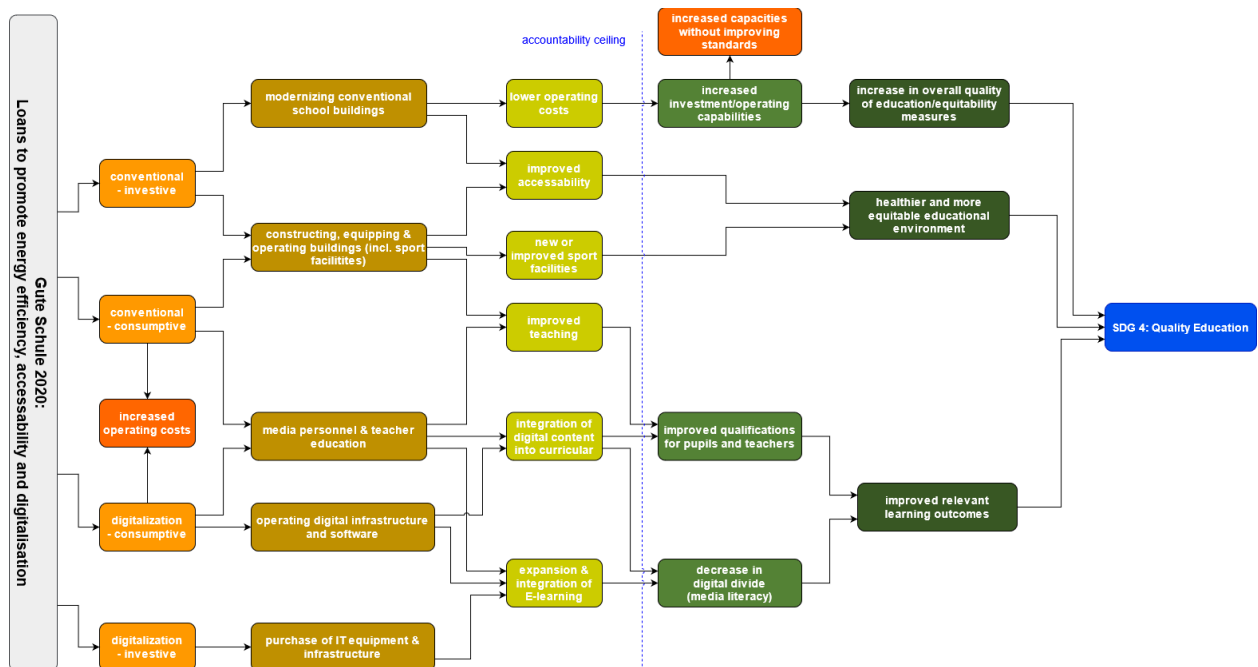 Gute Schule 2020:
Loans to promote energy efficiency, accessability and digitalisation
conventional
- investive
conventional
- consumptive
increased
operating costs
digitalization
- consumptive
digitalization
- investive
modernizing conventional
school buildings
constructing, equipping &
operating buildings (incl. sport
facilitites)
media personnel & teacher
education
operating digital infrastructure
and software
purchase of IT equipment &
infrastructure
lower operating
costs
improved
accessability
new or
improved sport
facilities
improved
teaching
integration of
digital content
into curricular
expansion &
integration of
E-learning
accountability ceiling
increased capacities
without improving
standards
increased
investment/operating
capabilities
improved qualifications
for pupils and teachers
decrease in
digital divide
(media literacy)
increase in overall quality
of education/equitability
measures
healthier and more
equitable educational
environment
improved relevant
learning outcomes
SDG 4: Quality Education